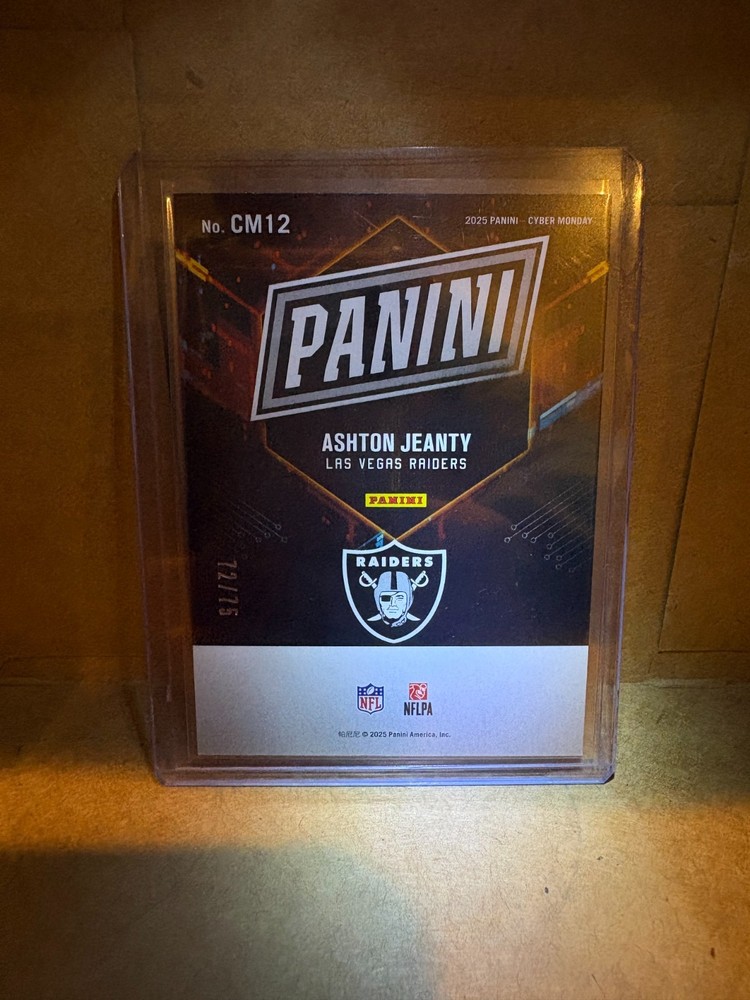 No. CM12
2025 PANINI - CYBER MONDAY
PANINI
ASHTON JEANTY
LAS VEGAS RAIDERS
PANINI
RAIDERS
72/75
NFL
NFLPA
帕尼尼 © 2025 Panini America, Inc.